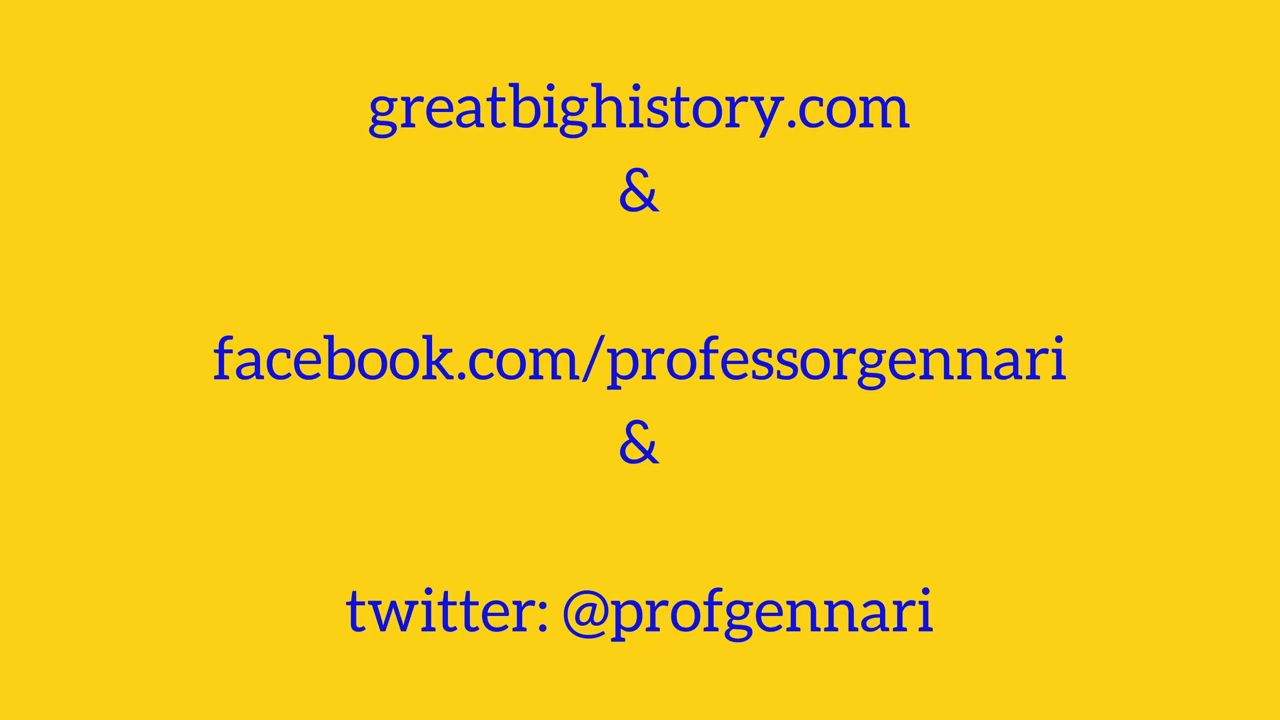 greatbighistory.com
&
facebook.com/professorgennari
&
twitter: @profgennari